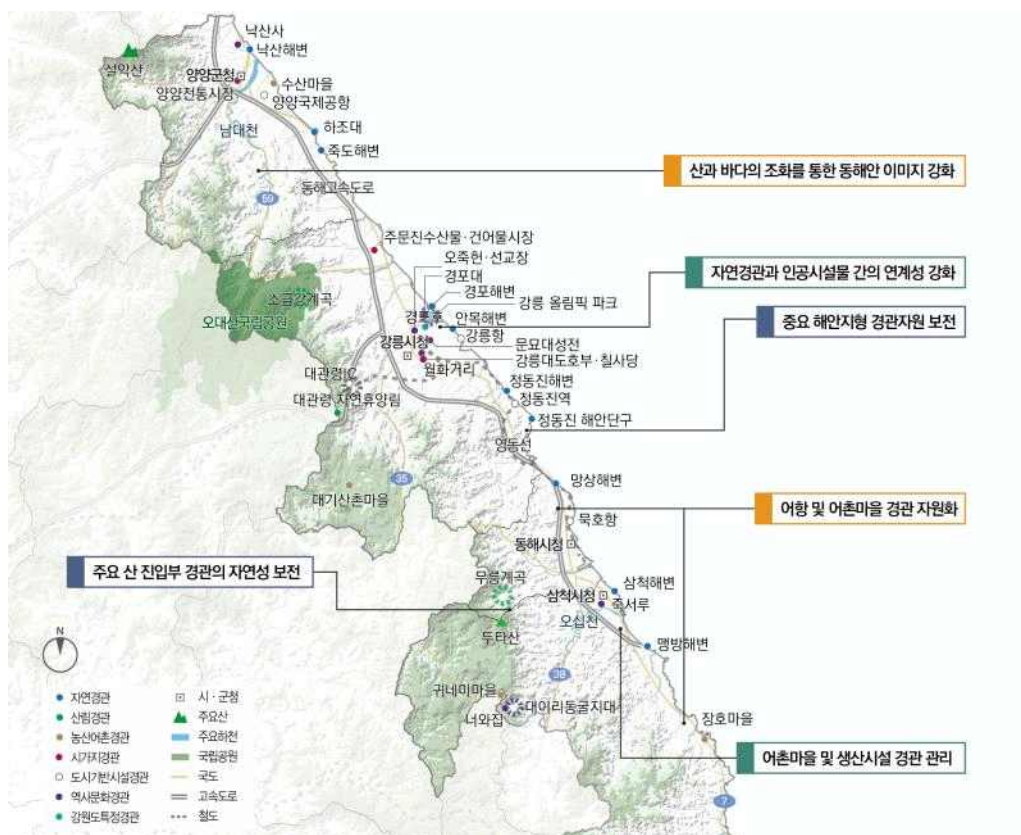 낙산사
낙산해변
설악산
양양군청
양양전통시장
수산마을
양양국제공항
남대천
하조대
죽도해변
산과 바다의 조화를 통한 동해안 이미지 강화
동해고속도로
59
주문진수산물·건어물시장
오죽헌·선교장
경포대
경포해변
자연경관과 인공시설물 간의 연계성 강화
소금강계곡
강릉 올림픽 파크
오대산국립공원
경포호
안목해변
중요 해안지형 경관자원 보전
강릉항
강릉시청
문묘대성전
강릉대도호부·칠사당
월화거리
대관령IC
정동진해변
대관령 자연휴양림
정동진역
정동진 해안단구
영동선
35
망상해변
대기산촌마을
어항 및 어촌마을 경관 자원화
묵호항
동해시청
주요 산 진입부 경관의 자연성 보전
무릉계곡
삼척해변
삼척시청
죽서루
오십천
두타산
맹방해변
N
38
귀네미마을
너와집
대이리동굴지대
장호마을
어촌마을 및 생산시설 경관 관리
7
자연경관
산림경관
농산어촌경관
시가지경관
도시기반시설경관
역사문화경관
강원도특정경관
시·군청
주요산
주요하천
국립공원
국도
고속도로
철도